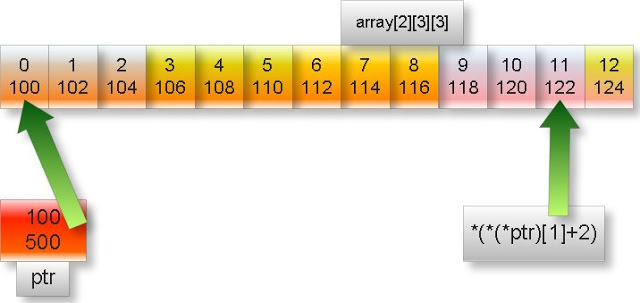 array[2][3][3]
0 1 2 3 4 5 6 7 8 9 10 11 12
100 102 104 106 108 110 112 114 116 118 120 122 124
100
500
ptr
*(*(*ptr)[1]+2)